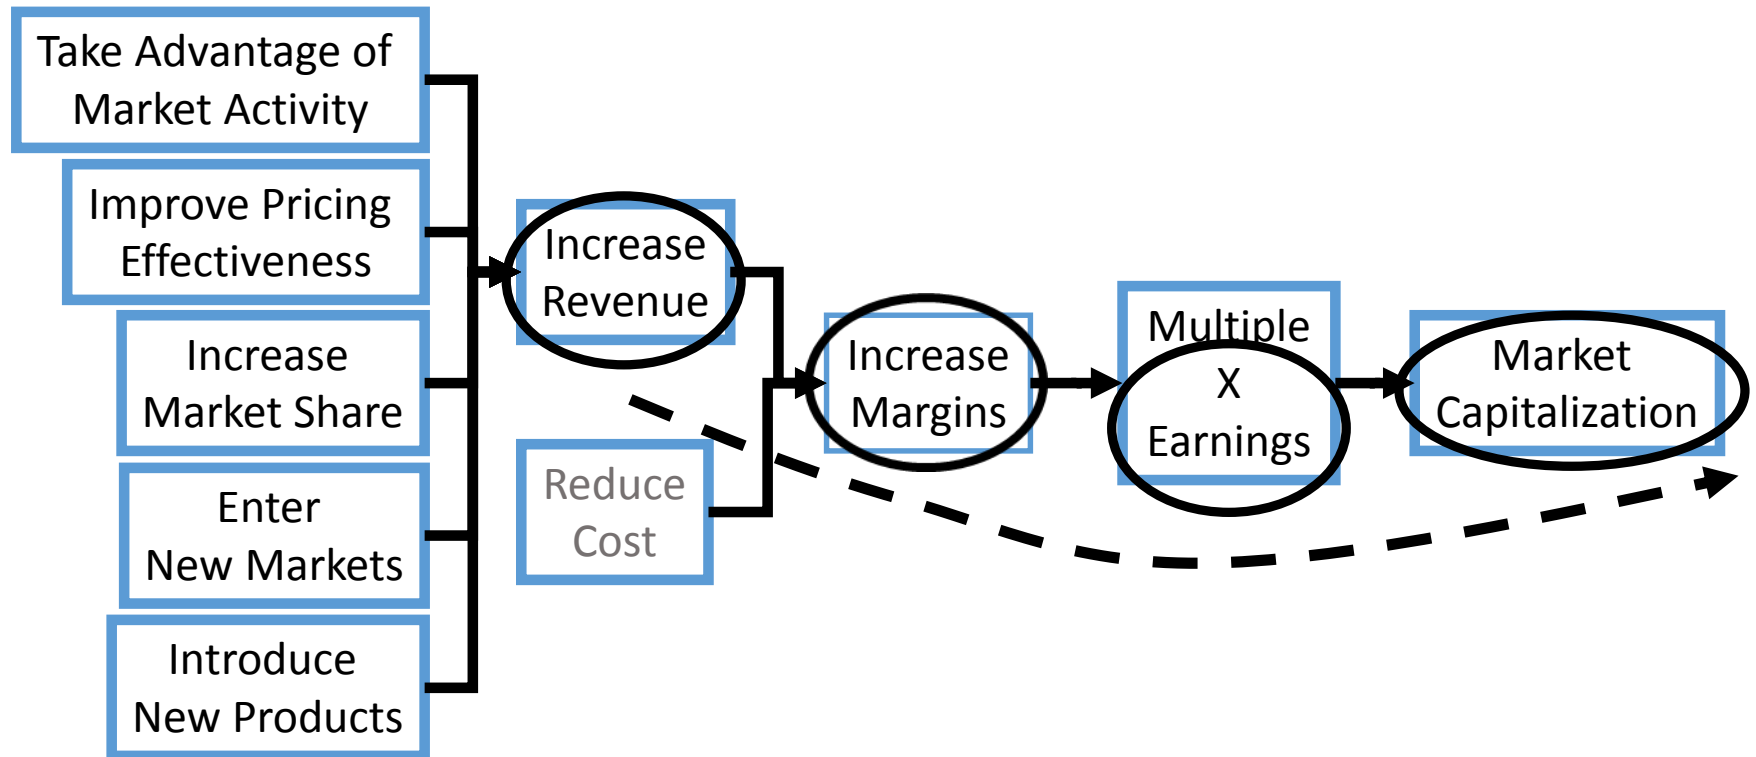 Take Advantage of
Market Activity
Improve Pricing
Effectiveness
Increase
Market Share
Enter
New Markets
Introduce
New Products
Increase
Revenue
Reduce
Cost
Increase
Margins
Multiple
X
Earnings
Market
Capitalization